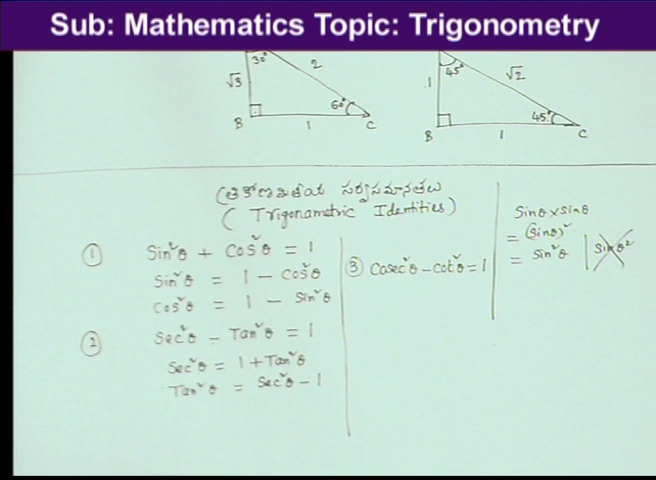 Sub: Mathematics Topic: Trigonometry
30°
2
√3
60°
B
1
C
45°
√2
1
45°
B
1
C
త్రికోణమితీయ సర్వసమానతలు
( Trigonametric Identities )
① Sin²θ + Cos²θ = 1
Sin²θ = 1 - Cos²θ
Cos²θ = 1 - Sin²θ
② Sec²θ - Tan²θ = 1
Sec²θ = 1 + Tan²θ
Tan²θ = Sec²θ - 1
③ Cosec²θ - Cot²θ = 1
Sinθ × Sinθ
= (Sinθ)²
= Sin²θ | Sinθ²